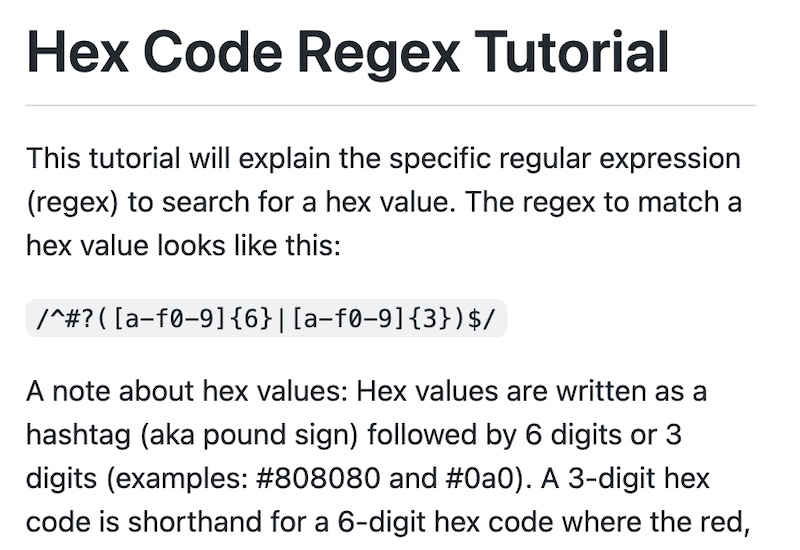 Hex Code Regex Tutorial
This tutorial will explain the specific regular expression
(regex) to search for a hex value. The regex to match a
hex value looks like this:
/^#?([a-f0-9]{6}|[a-f0-9]{3})$/
A note about hex values: Hex values are written as a
hashtag (aka pound sign) followed by 6 digits or 3
digits (examples: #808080 and #0a0). A 3-digit hex
code is shorthand for a 6-digit hex code where the red,